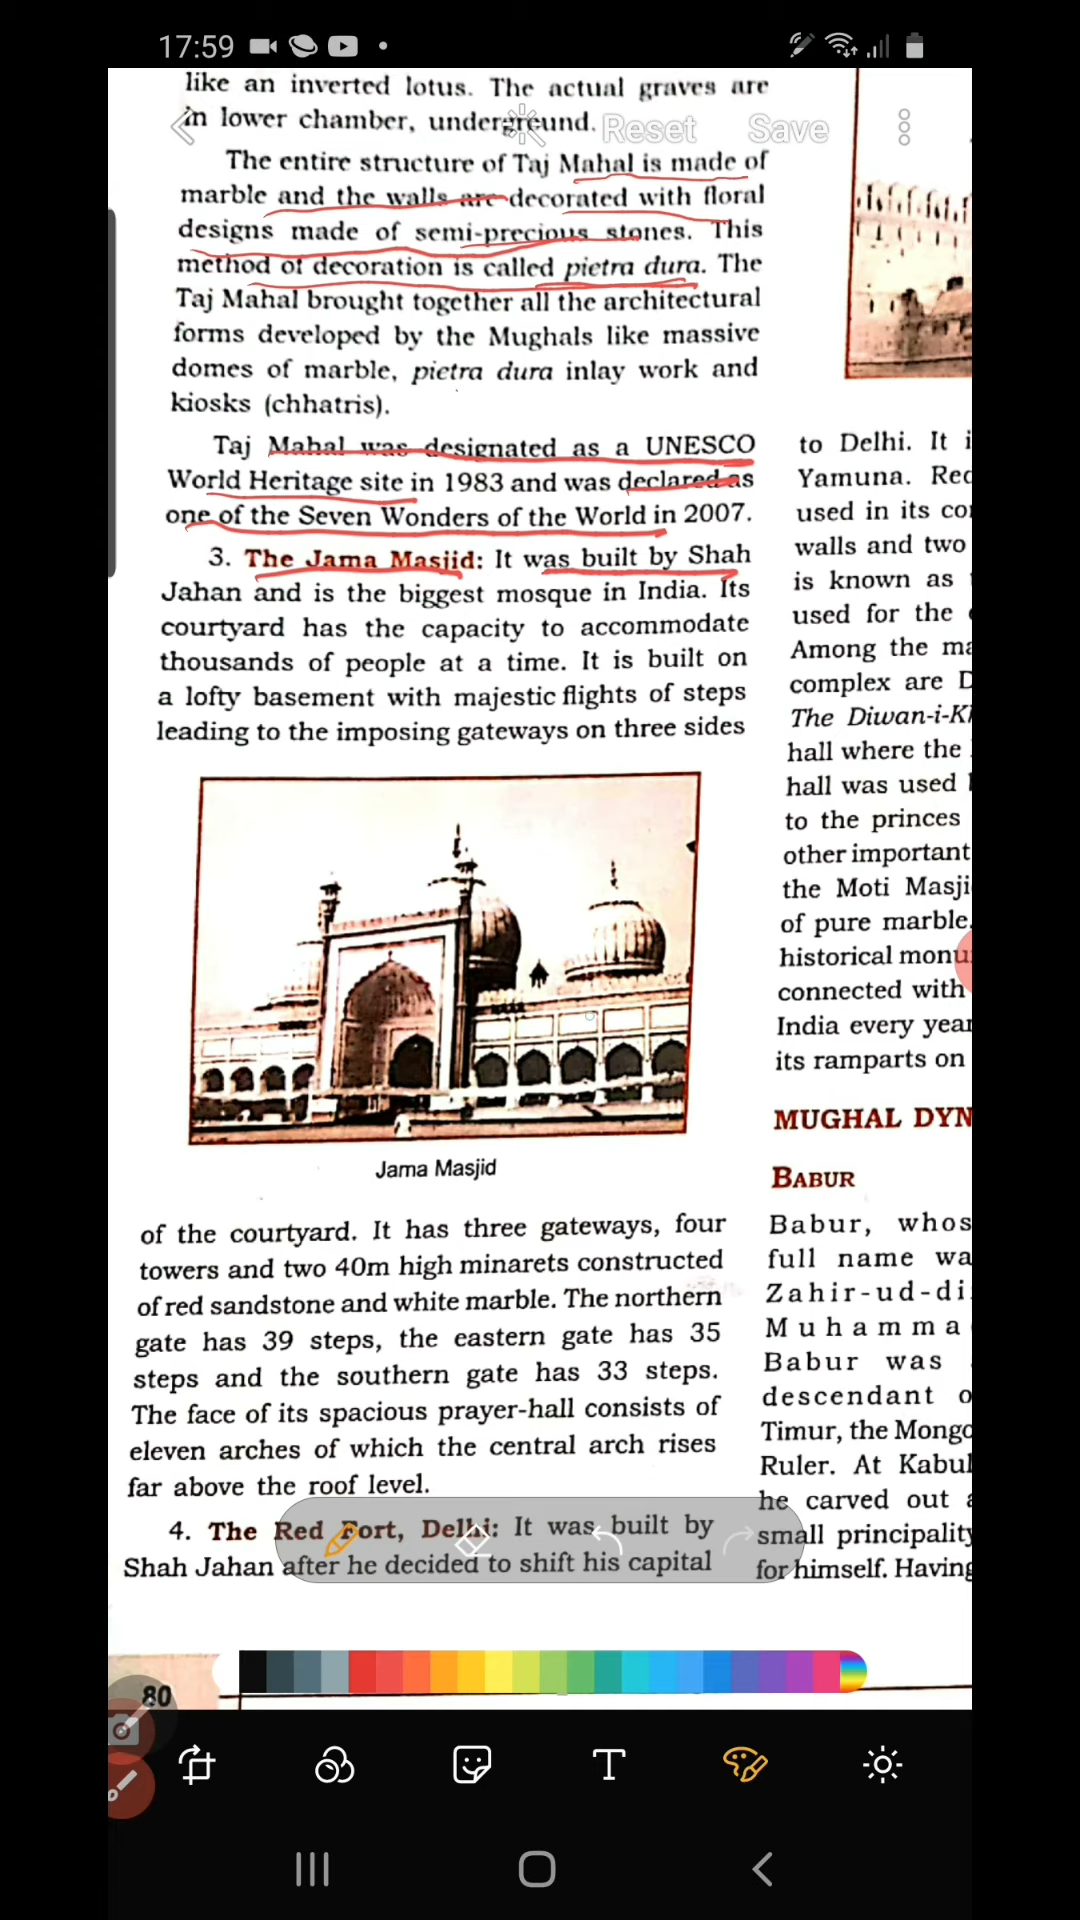 17:59
like an inverted lotus. The actual graves are
in lower chamber, underground.
Reset
Save
The entire structure of Taj Mahal is made of
marble and the walls are decorated with floral
designs made of semi-precious stones. This
method of decoration is called pietra dura. The
Taj Mahal brought together all the architectural
forms developed by the Mughals like massive
domes of marble, pietra dura inlay work and
kiosks (chhatris).
Taj Mahal was designated as a UNESCO
World Heritage site in 1983 and was declared as
one of the Seven Wonders of the World in 2007.
3. The Jama Masjid: It was built by Shah
Jahan and is the biggest mosque in India. Its
courtyard has the capacity to accommodate
thousands of people at a time. It is built on
a lofty basement with majestic flights of steps
leading to the imposing gateways on three sides
Jama Masjid
of the courtyard. It has three gateways, four
towers and two 40m high minarets constructed
of red sandstone and white marble. The northern
gate has 39 steps, the eastern gate has 35
steps and the southern gate has 33 steps.
The face of its spacious prayer-hall consists of
eleven arches of which the central arch rises
far above the roof level.
4. The Red Fort, Delhi: It was built by
Shah Jahan after he decided to shift his capital
80
to Delhi. It i
Yamuna. Red
used in its co
walls and two
is known as
used for the
Among the ma
complex are D
The Diwan-i-K
hall where the
hall was used
to the princes
other important
the Moti Masji
of pure marble.
historical monu
connected with
India every year
its ramparts on
MUGHAL DYN
BABUR
Babur, whos
full name wa
Zahir-ud-di
Muhamma
Babur was
descendant o
Timur, the Mongo
Ruler. At Kabul
he carved out a
small principality
for himself. Having
T